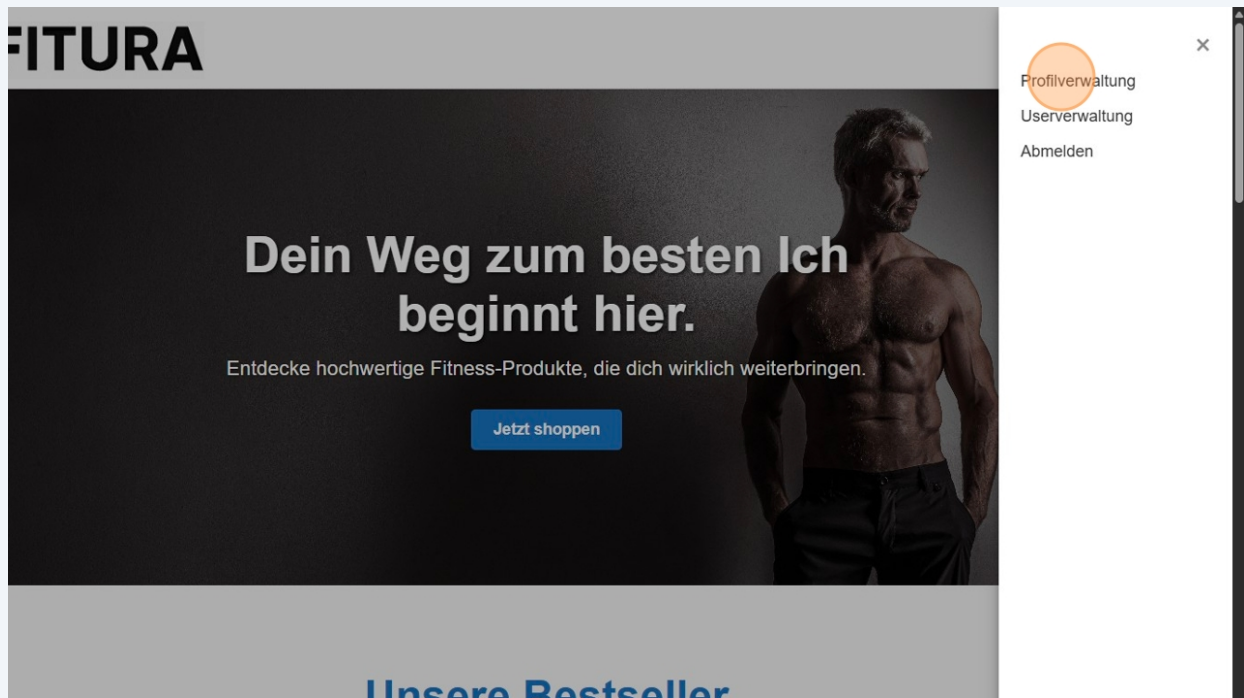 FITURA
×
Profilverwaltung
Userverwaltung
Abmelden
Dein Weg zum besten Ich
beginnt hier.
Entdecke hochwertige Fitness-Produkte, die dich wirklich weiterbringen.
Jetzt shoppen
Unsere Bestseller